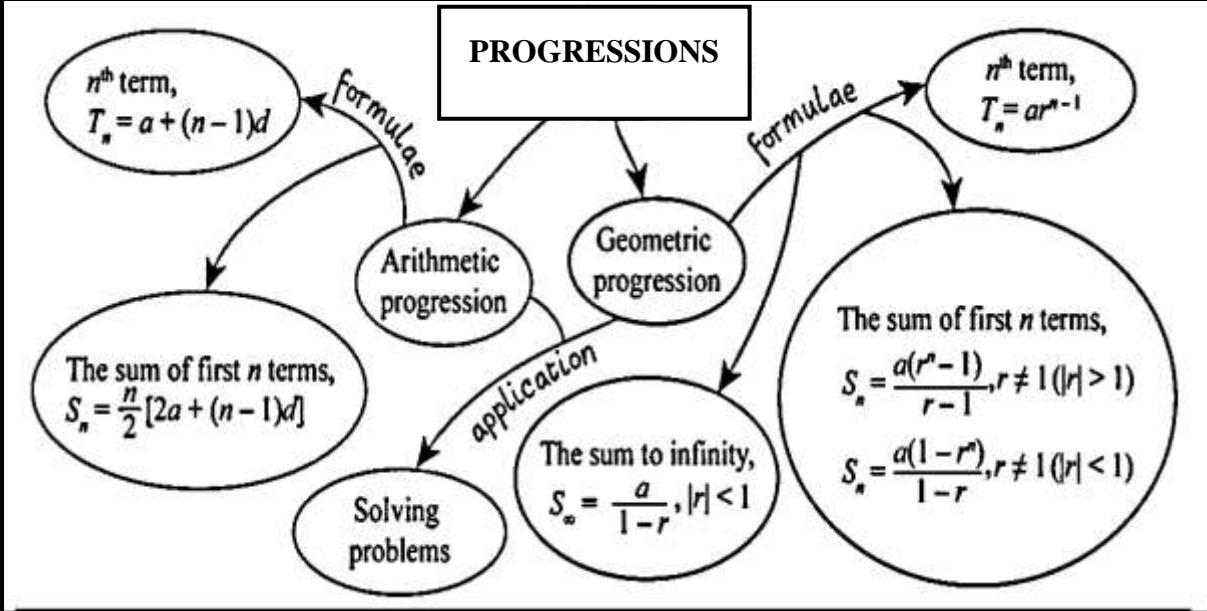 PROGRESSIONS
nᵗʰ term,
Tₙ = a + (n – 1)d
formulae
formulae
nᵗʰ term,
Tₙ = arⁿ⁻¹
Arithmetic
progression
Geometric
progression
The sum of first n terms,
Sₙ = n/2 [2a + (n – 1)d]
application
Solving
problems
The sum to infinity,
S∞ = a/(1 – r), |r| < 1
The sum of first n terms,
Sₙ = a(rⁿ – 1)/(r – 1), r ≠ 1 (|r| > 1)
Sₙ = a(1 – rⁿ)/(1 – r), r ≠ 1 (|r| < 1)